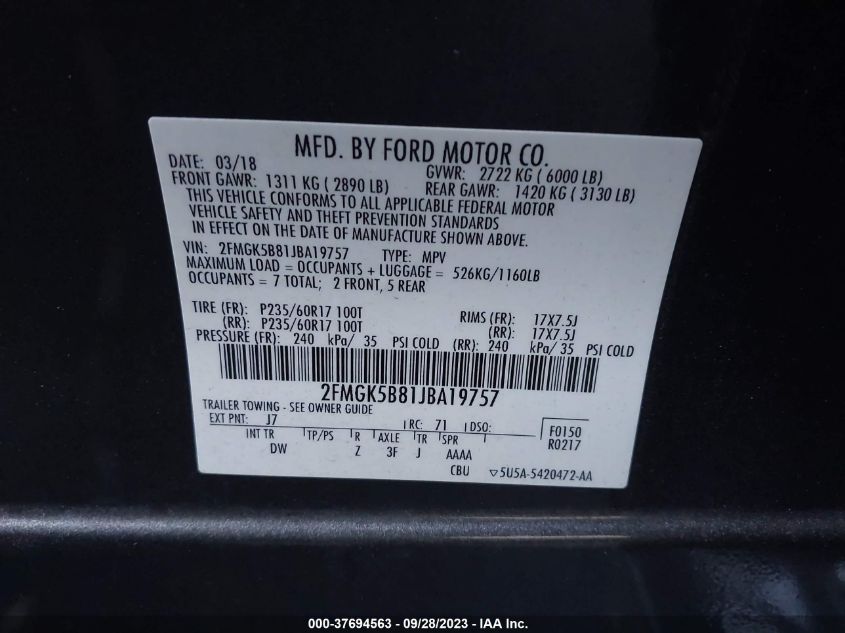 MFD. BY FORD MOTOR CO.
DATE: 03/18 GVWR: 2722 KG ( 6000 LB)
FRONT GAWR: 1311 KG ( 2890 LB) REAR GAWR: 1420 KG ( 3130 LB)
THIS VEHICLE CONFORMS TO ALL APPLICABLE FEDERAL MOTOR
VEHICLE SAFETY AND THEFT PREVENTION STANDARDS
IN EFFECT ON THE DATE OF MANUFACTURE SHOWN ABOVE.
VIN: 2FMGK5B81JBA19757 TYPE: MPV
MAXIMUM LOAD = OCCUPANTS + LUGGAGE = 526KG/1160LB
OCCUPANTS = 7 TOTAL; 2 FRONT, 5 REAR
TIRE (FR): P235/60R17 100T RIMS (FR): 17X7.5J
(RR): P235/60R17 100T (RR): 17X7.5J
PRESSURE (FR): 240 kPa/ 35 PSI COLD (RR): 240 kPa/ 35 PSI COLD
2FMGK5B81JBA19757
TRAILER TOWING - SEE OWNER GUIDE
EXT PNT: J7 RC: 71 DSO: F0150
INT TR TP/PS R AXLE TR SPR R0217
DW Z 3F J AAAA
CBU ▽5U5A-5420472-AA
000-37694563 - 09/28/2023 - IAA Inc.